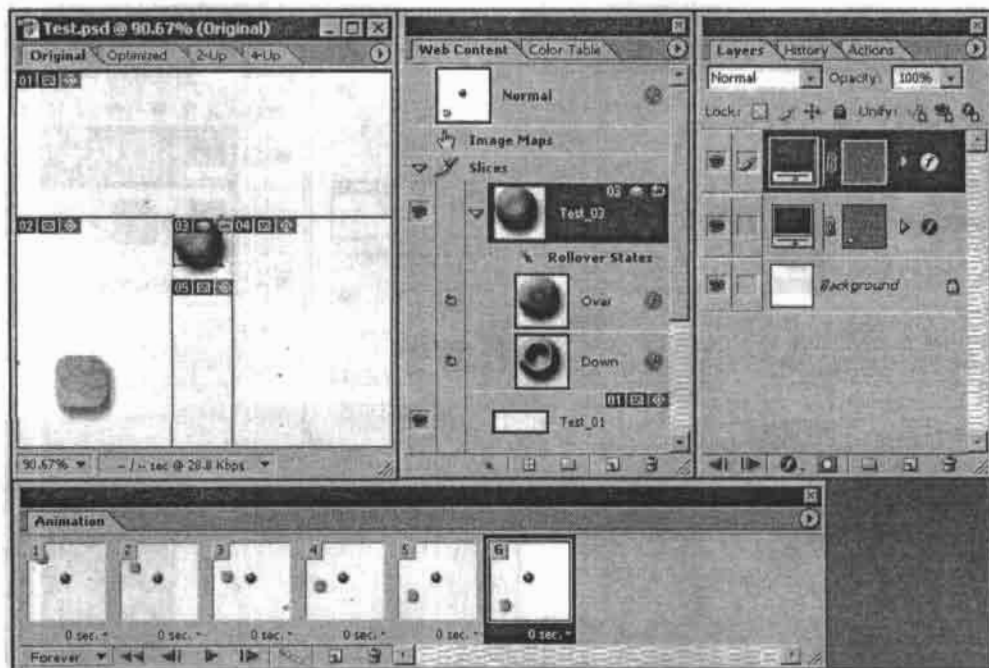 Test.psd @ 90.67% (Original)
Original Optimized 2-Up 4-Up
01
02
03
04
05
90.67% -- / -- sec @ 28.8 Kbps
Web Content Color Table
Normal
Image Maps
Slices
03
Test_03
Rollover States
Over
Down
01
Test_01
Layers History Actions
Normal Opacity: 100%
Lock: Unify:
Background
Animation
1 2 3 4 5 6
0 sec. 0 sec. 0 sec. 0 sec. 0 sec. 0 sec.
Forever